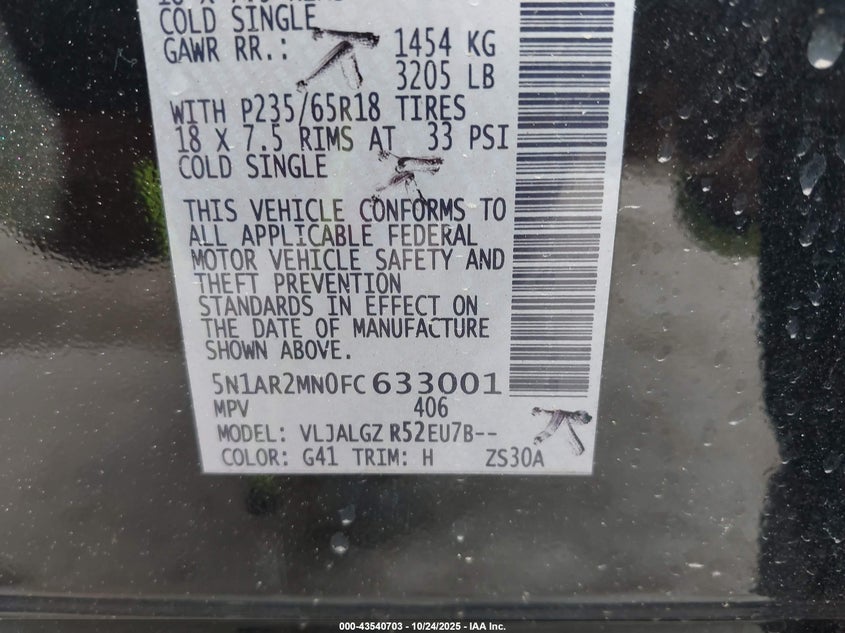 COLD SINGLE
GAWR RR.: 1454 KG
3205 LB
WITH P235/65R18 TIRES
18 X 7.5 RIMS AT 33 PSI
COLD SINGLE
THIS VEHICLE CONFORMS TO
ALL APPLICABLE FEDERAL
MOTOR VEHICLE SAFETY AND
THEFT PREVENTION
STANDARDS IN EFFECT ON
THE DATE OF MANUFACTURE
SHOWN ABOVE.
5N1AR2MN0FC633001
MPV 406
MODEL: VLJALGZ R52EU7B--
COLOR: G41 TRIM: H ZS30A
000-43540703 - 10/24/2025 - IAA Inc.